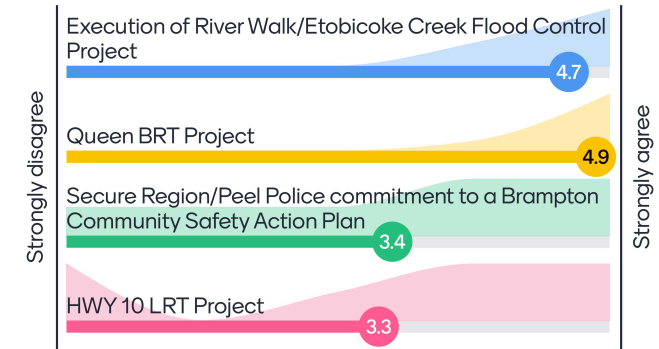 Strongly disagree
Execution of River Walk/Etobicoke Creek Flood Control
Project
4.7
Queen BRT Project
4.9
Secure Region/Peel Police commitment to a Brampton
Community Safety Action Plan
3.4
HWY 10 LRT Project
3.3
Strongly agree